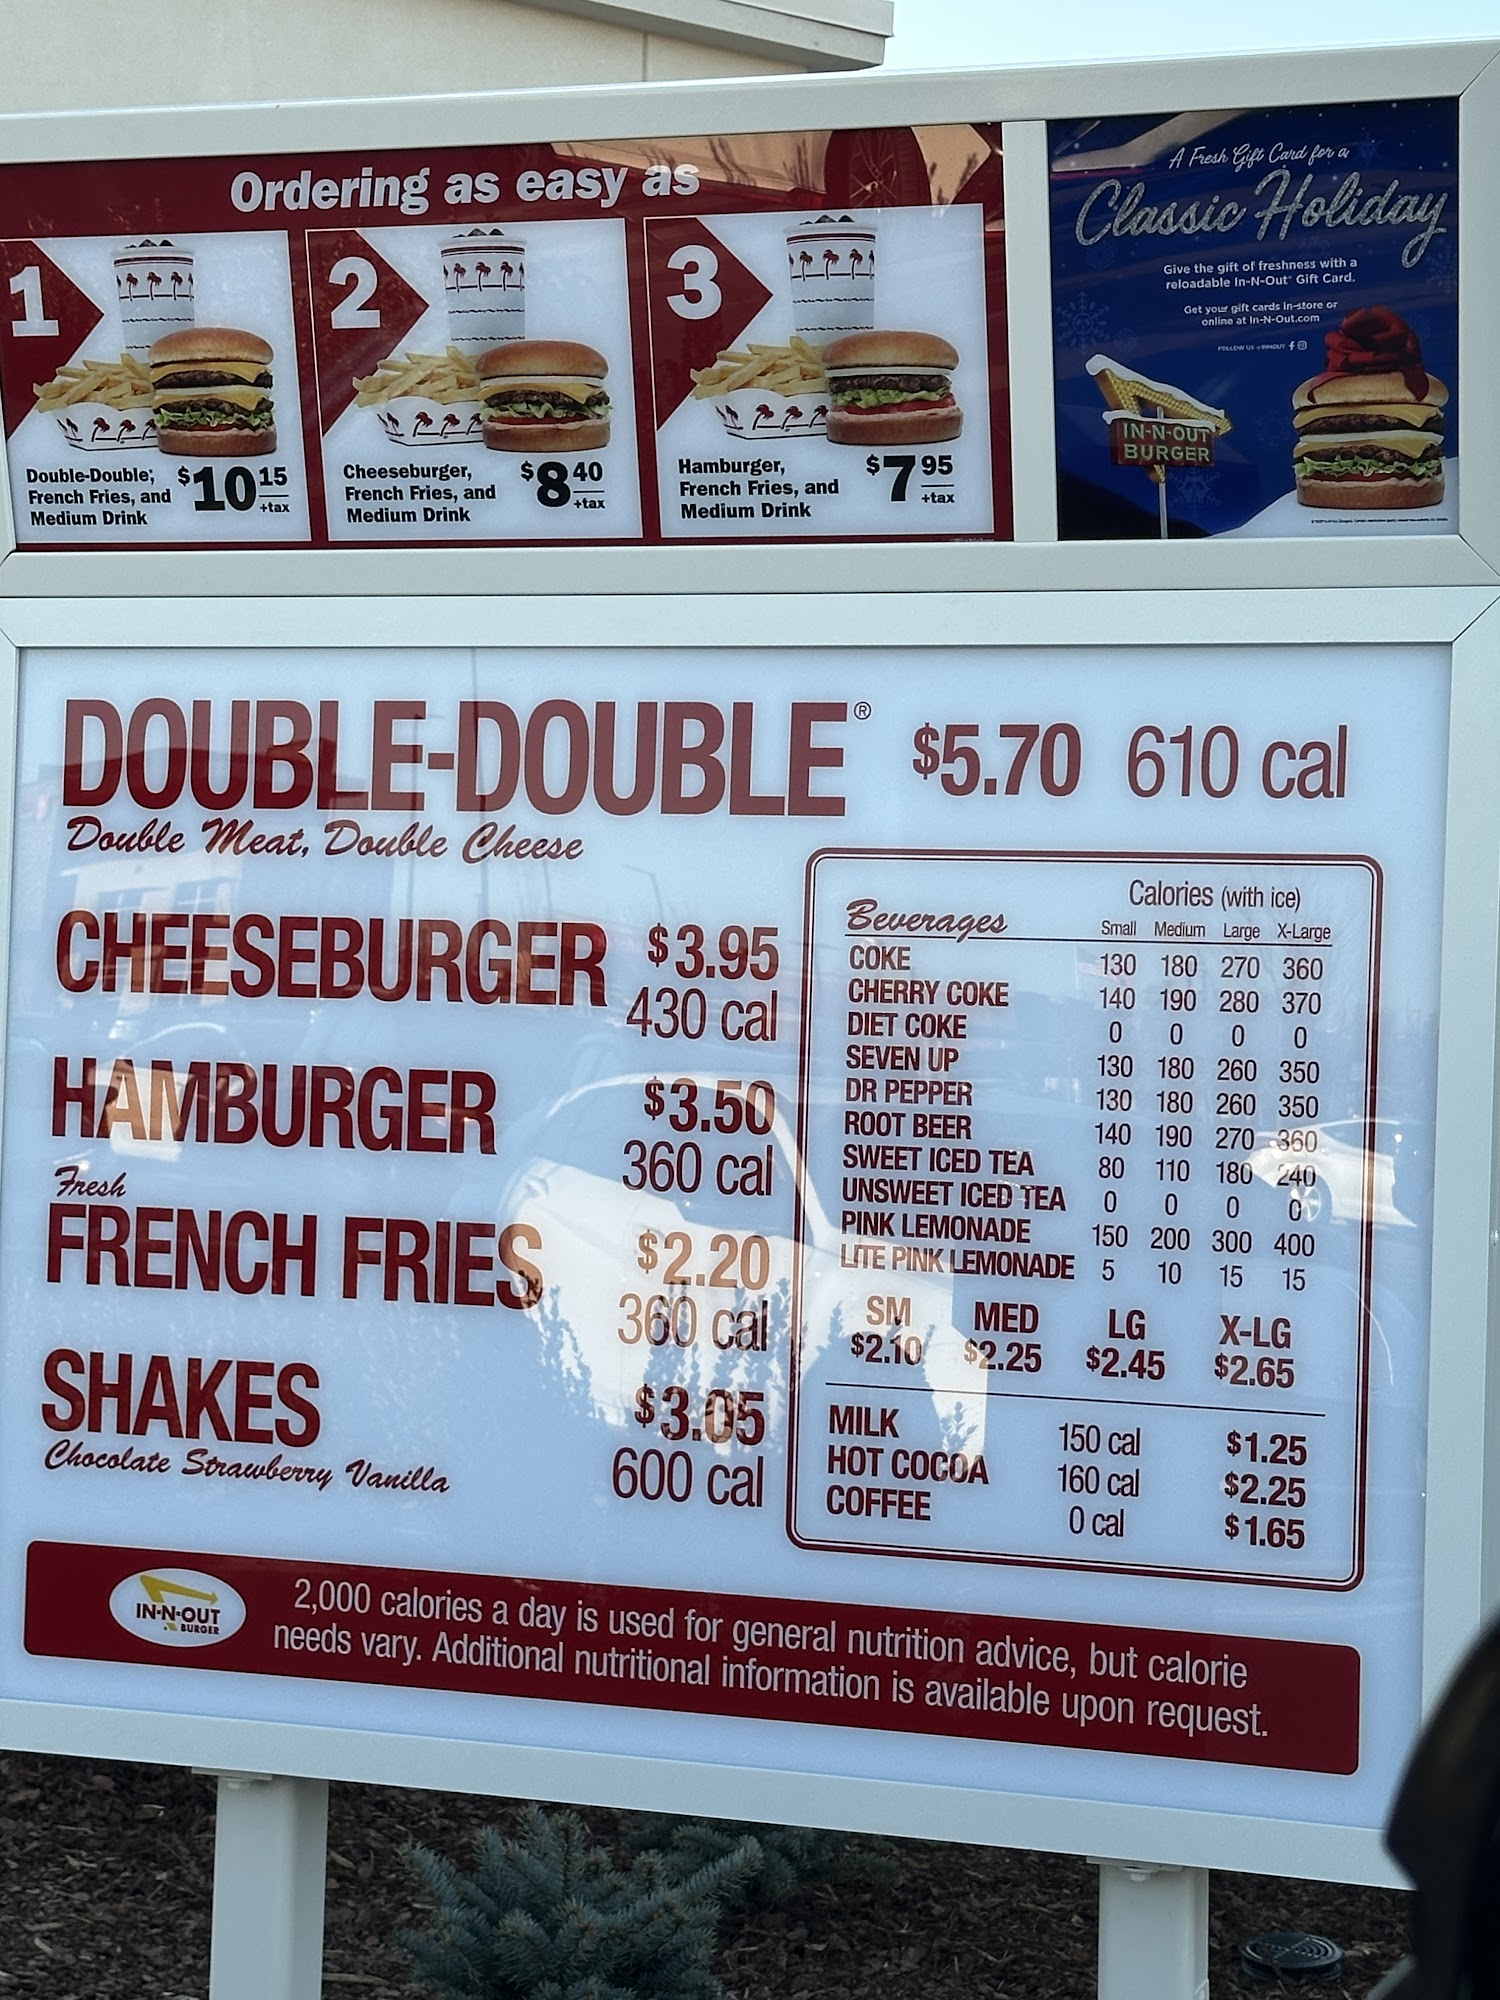 Ordering as easy as
1
Double-Double®,
French Fries, and
Medium Drink
$10 15
+tax
2
Cheeseburger,
French Fries, and
Medium Drink
$8 40
+tax
3
Hamburger,
French Fries, and
Medium Drink
$7 95
+tax
A Fresh Gift Card for a
Classic Holiday
Give the gift of freshness with a
reloadable In-N-Out® Gift Card.
Get your gift cards in-store or
online at In-N-Out.com
FOLLOW US
IN-N-OUT
BURGER
DOUBLE-DOUBLE® $5.70 610 cal
Double Meat, Double Cheese
CHEESEBURGER $3.95
430 cal
HAMBURGER $3.50
360 cal
Fresh
FRENCH FRIES $2.20
360 cal
SHAKES $3.05
Chocolate Strawberry Vanilla 600 cal
Calories (with ice)
Beverages Small Medium Large X-Large
COKE 130 180 270 360
CHERRY COKE 140 190 280 370
DIET COKE 0 0 0 0
SEVEN UP 130 180 260 350
DR PEPPER 130 180 260 350
ROOT BEER 140 190 270 360
SWEET ICED TEA 80 110 180 240
UNSWEET ICED TEA 0 0 0 0
PINK LEMONADE 150 200 300 400
LITE PINK LEMONADE 5 10 15 15
SM MED LG X-LG
$2.10 $2.25 $2.45 $2.65
MILK 150 cal $1.25
HOT COCOA 160 cal $2.25
COFFEE 0 cal $1.65
IN-N-OUT
BURGER
2,000 calories a day is used for general nutrition advice, but calorie
needs vary. Additional nutritional information is available upon request.